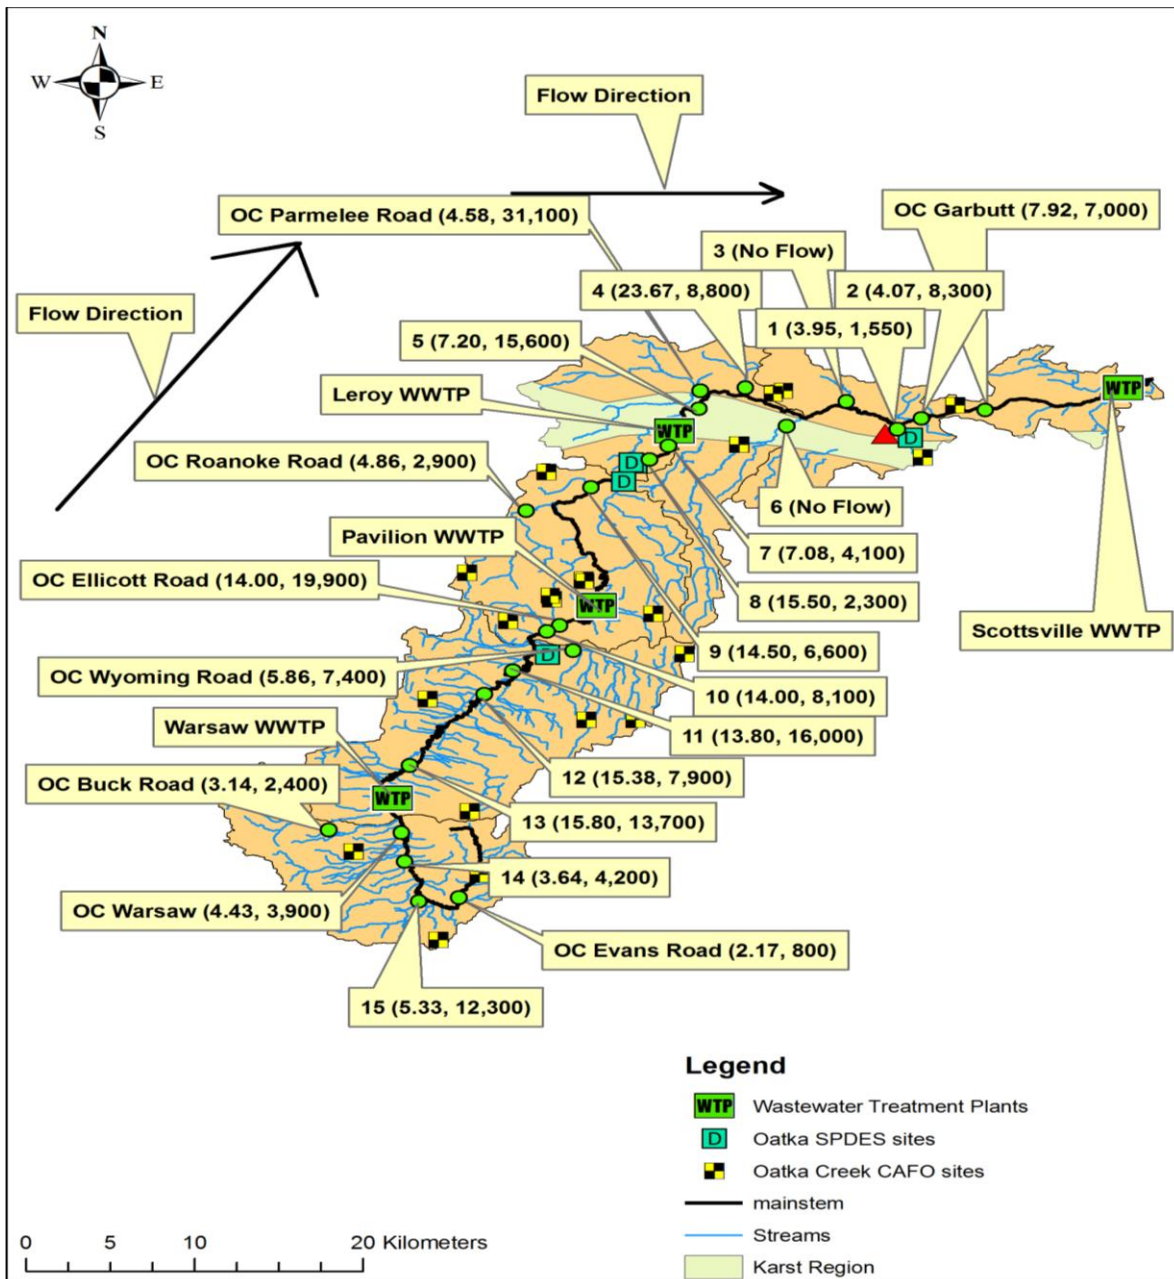 N
W E
S
Flow Direction
OC Parmelee Road (4.58, 31,100)
OC Garbutt (7.92, 7,000)
3 (No Flow)
4 (23.67, 8,800)
2 (4.07, 8,300)
Flow Direction
1 (3.95, 1,550)
5 (7.20, 15,600)
Leroy WWTP
WTP
WTP
D
OC Roanoke Road (4.86, 2,900)
D
D
6 (No Flow)
Pavilion WWTP
7 (7.08, 4,100)
OC Ellicott Road (14.00, 19,900)
WTP
8 (15.50, 2,300)
Scottsville WWTP
9 (14.50, 6,600)
D
OC Wyoming Road (5.86, 7,400)
10 (14.00, 8,100)
Warsaw WWTP
11 (13.80, 16,000)
12 (15.38, 7,900)
OC Buck Road (3.14, 2,400)
WTP
13 (15.80, 13,700)
14 (3.64, 4,200)
OC Warsaw (4.43, 3,900)
OC Evans Road (2.17, 800)
15 (5.33, 12,300)
Legend
WTP Wastewater Treatment Plants
D Oatka SPDES sites
Oatka Creek CAFO sites
mainstem
Streams
Karst Region
0 5 10 20 Kilometers